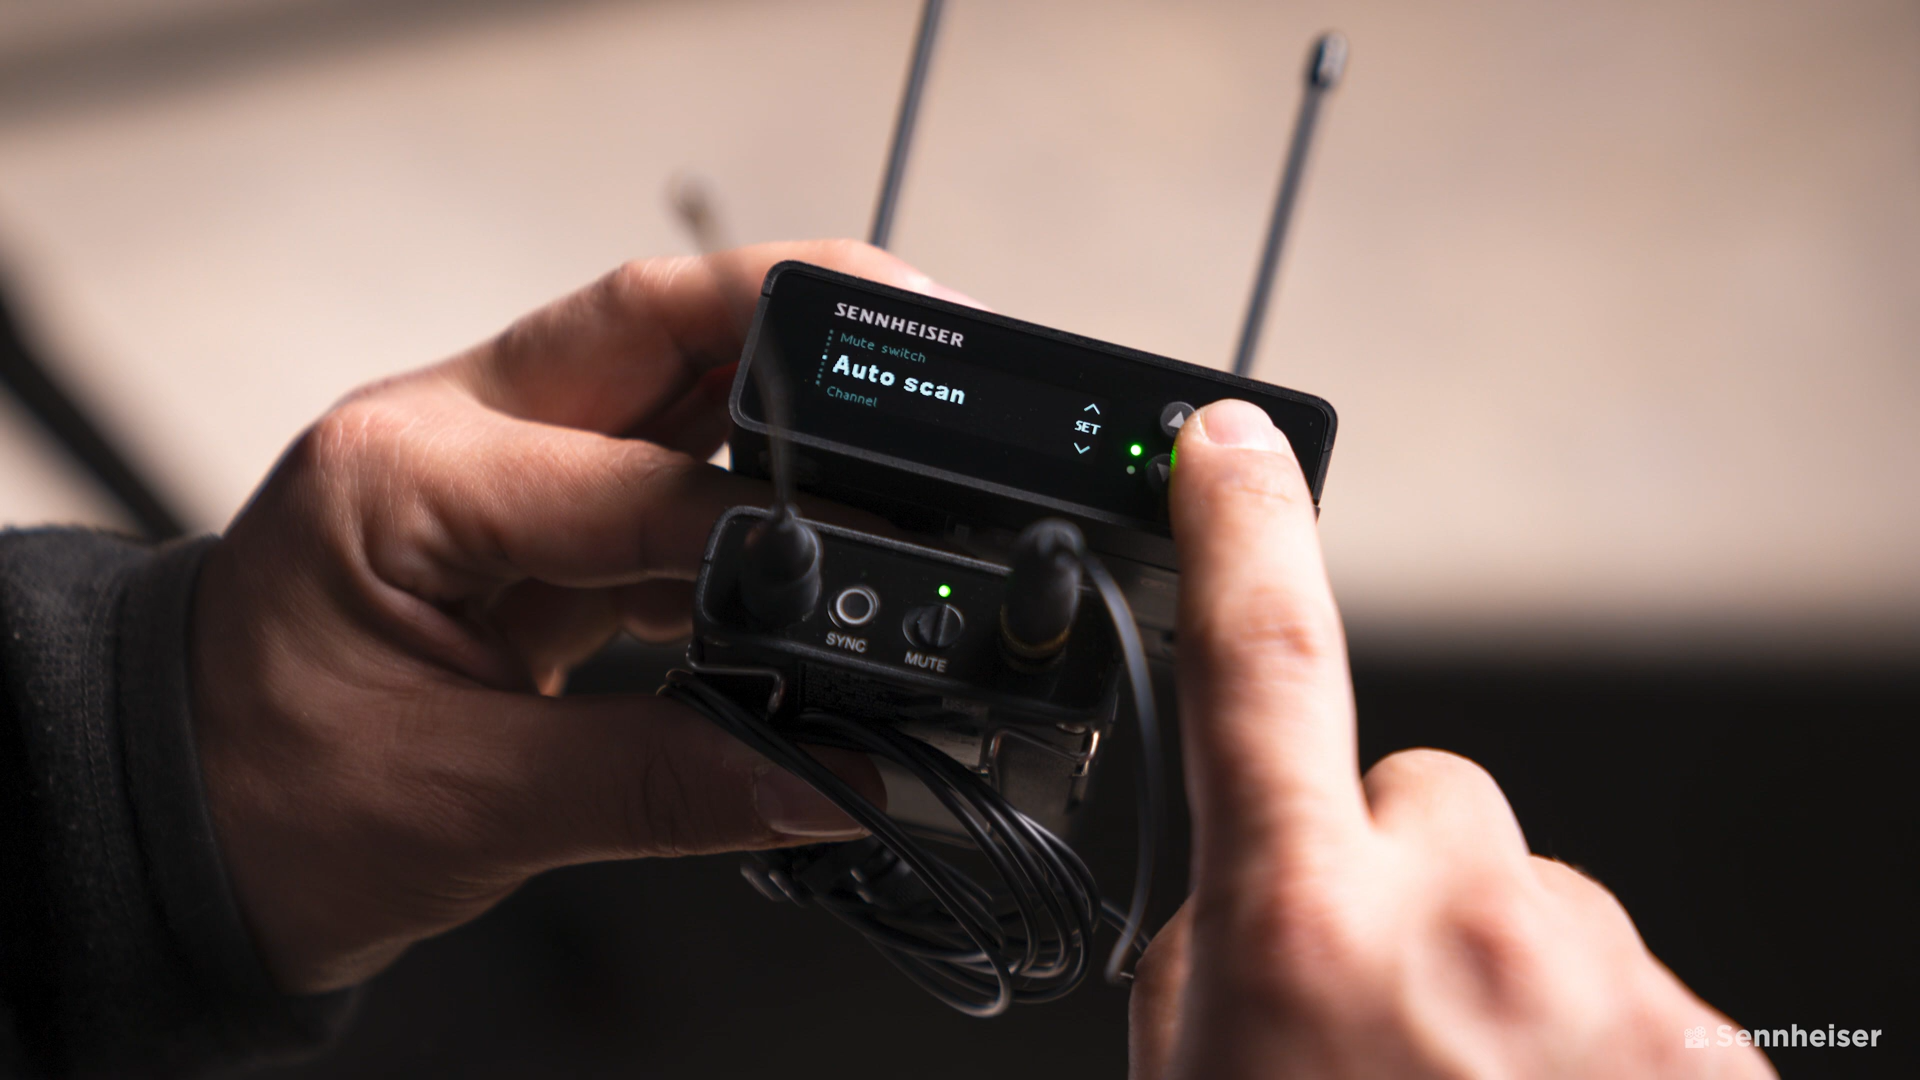 SENNHEISER
Mute switch
Auto scan
Channel
SET
SYNC
MUTE
Sennheiser